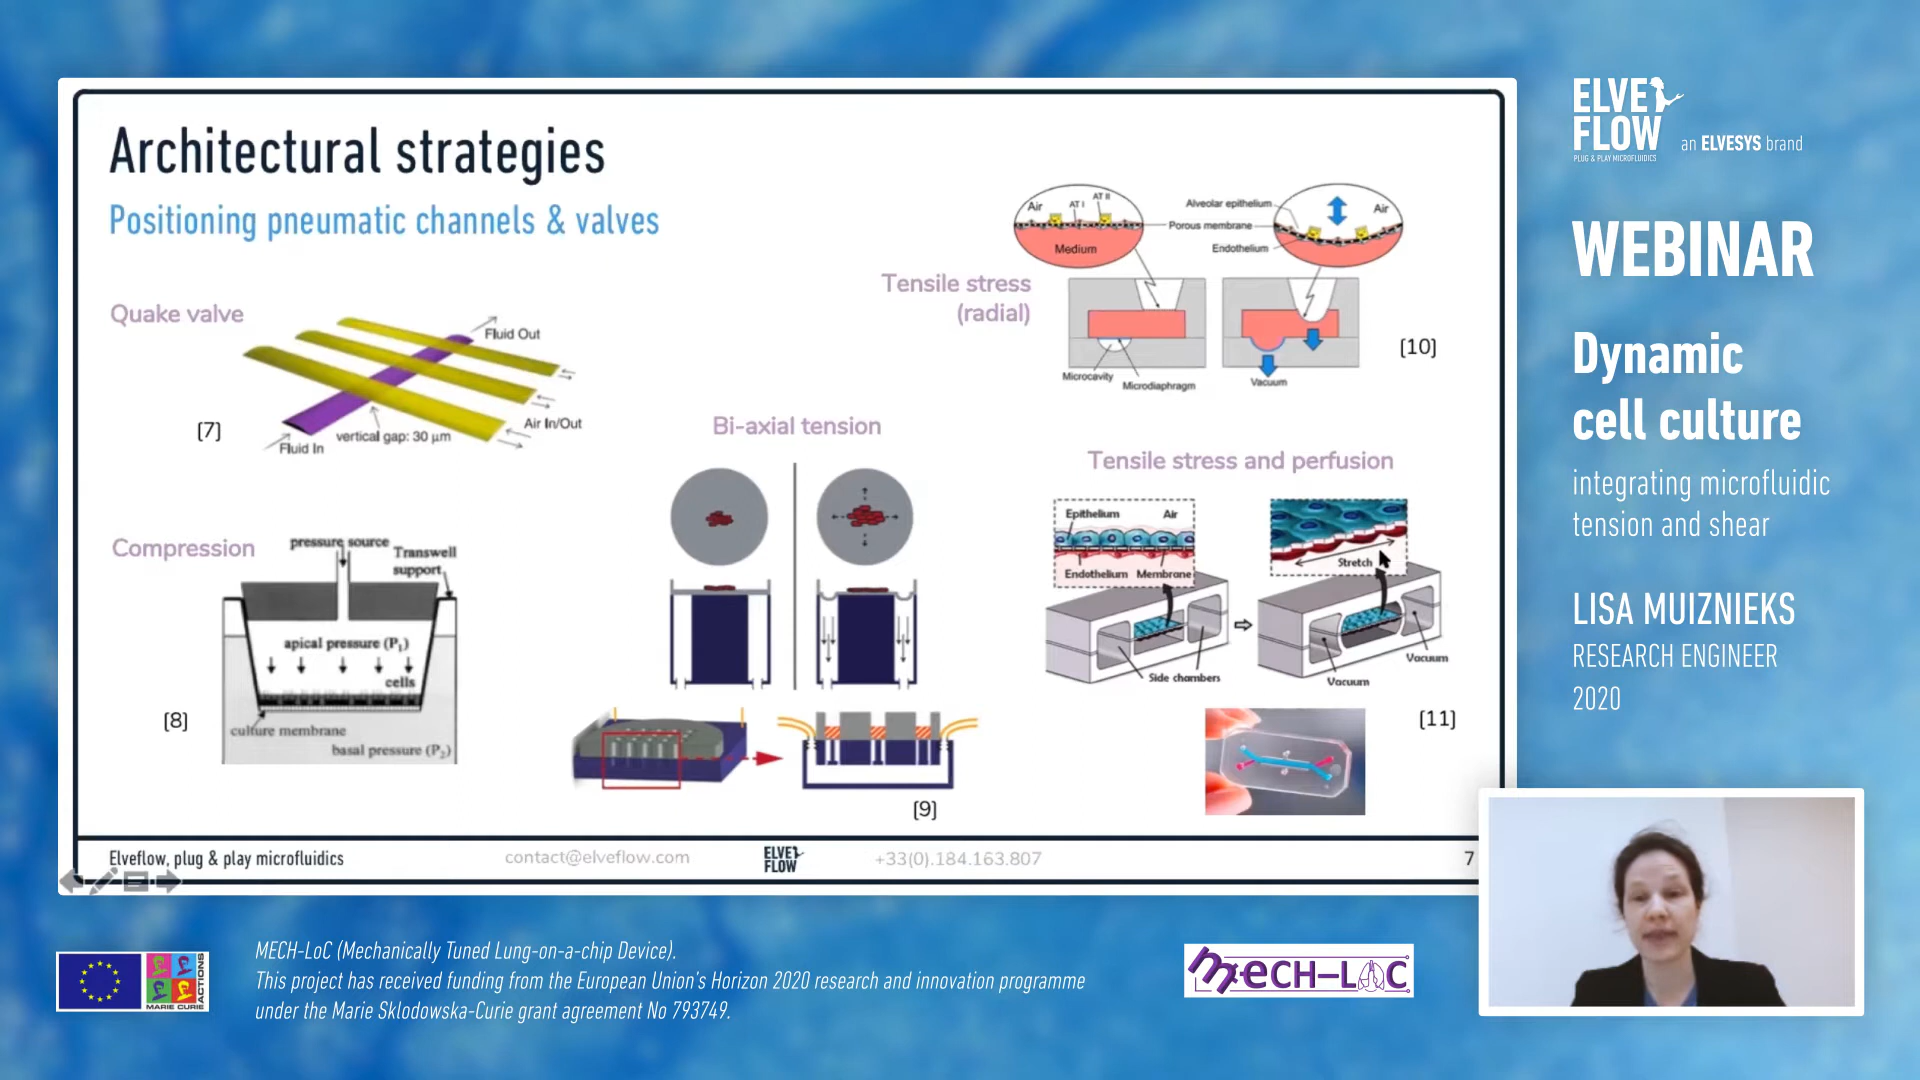 Architectural strategies
Positioning pneumatic channels & valves
Quake valve
Fluid Out
Air In/Out
vertical gap: 30 µm
Fluid In
[7]
Compression
pressure source
Transwell
support
apical pressure (P1)
cells
culture membrane
basal pressure (P2)
[8]
Bi-axial tension
[9]
Tensile stress
(radial)
Air
AT I
AT II
Medium
Alveolar epithelium
Porous membrane
Endothelium
Air
Microcavity
Microdiaphragm
Vacuum
[10]
Tensile stress and perfusion
Epithelium
Air
Endothelium
Membrane
Stretch
Side chambers
Vacuum
Vacuum
[11]
Elveflow, plug & play microfluidics
contact@elveflow.com
ELVE
FLOW
+33(0).184.163.807
7
ELVE
FLOW
PLUG & PLAY MICROFLUIDICS
an ELVESYS brand
WEBINAR
Dynamic
cell culture
integrating microfluidic
tension and shear
LISA MUIZNIEKS
RESEARCH ENGINEER
2020
MARIE CURIE
ACTIONS
MECH-LoC (Mechanically Tuned Lung-on-a-chip Device).
This project has received funding from the European Union's Horizon 2020 research and innovation programme
under the Marie Sklodowska-Curie grant agreement No 793749.
MECH-LOC